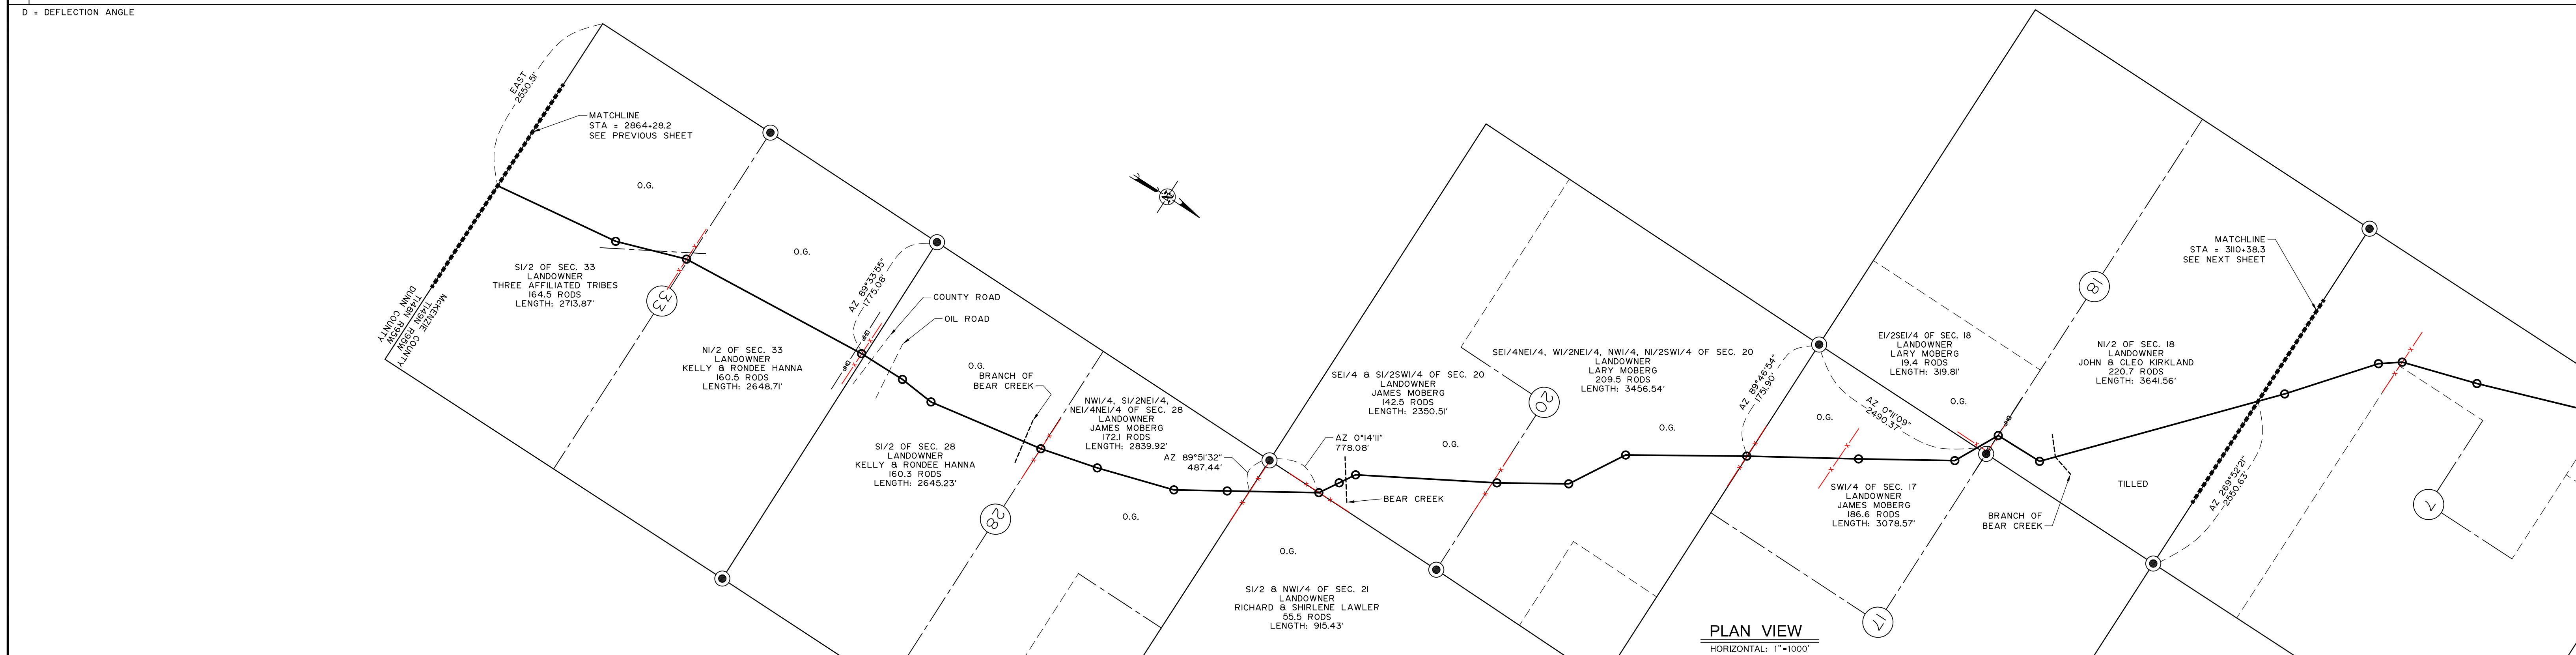 D = DEFLECTION ANGLE
EAST
2550.51'
MATCHLINE
STA = 2864+28.2
SEE PREVIOUS SHEET
O.G.
S1/2 OF SEC. 33
LANDOWNER
THREE AFFILIATED TRIBES
164.5 RODS
LENGTH: 2713.87'
McKENZIE COUNTY
T149N R95W
T148N R95W
DUNN COUNTY
33
O.G.
N1/2 OF SEC. 33
LANDOWNER
KELLY & RONDEE HANNA
160.5 RODS
LENGTH: 2648.71'
AZ 89°33'55"
1775.08'
COUNTY ROAD
OIL ROAD
OHP
OHP
O.G.
BRANCH OF
BEAR CREEK
S1/2 OF SEC. 28
LANDOWNER
KELLY & RONDEE HANNA
160.3 RODS
LENGTH: 2645.23'
28
NW1/4, S1/2NE1/4,
NE1/4NE1/4 OF SEC. 28
LANDOWNER
JAMES MOBERG
172.1 RODS
LENGTH: 2839.92'
O.G.
AZ 89°51'32"
487.44'
AZ 0°14'11"
778.08'
BEAR CREEK
O.G.
S1/2 & NW1/4 OF SEC. 21
LANDOWNER
RICHARD & SHIRLENE LAWLER
55.5 RODS
LENGTH: 915.43'
N
SE1/4 & S1/2SW1/4 OF SEC. 20
LANDOWNER
JAMES MOBERG
142.5 RODS
LENGTH: 2350.51'
O.G.
20
SE1/4NE1/4, W1/2NE1/4, NW1/4, N1/2SW1/4 OF SEC. 20
LANDOWNER
LARY MOBERG
209.5 RODS
LENGTH: 3456.54'
O.G.
AZ 89°46'54"
1751.90'
O.G.
SW1/4 OF SEC. 17
LANDOWNER
JAMES MOBERG
186.6 RODS
LENGTH: 3078.57'
17
AZ 0°11'09"
2490.37'
E1/2SE1/4 OF SEC. 18
LANDOWNER
LARY MOBERG
19.4 RODS
LENGTH: 319.81'
O.G.
18
N1/2 OF SEC. 18
LANDOWNER
JOHN & CLEO KIRKLAND
220.7 RODS
LENGTH: 3641.56'
BRANCH OF
BEAR CREEK
TILLED
MATCHLINE
STA = 3110+38.3
SEE NEXT SHEET
AZ 269°52'21"
2550.63'
7
PLAN VIEW
HORIZONTAL: 1"=1000'